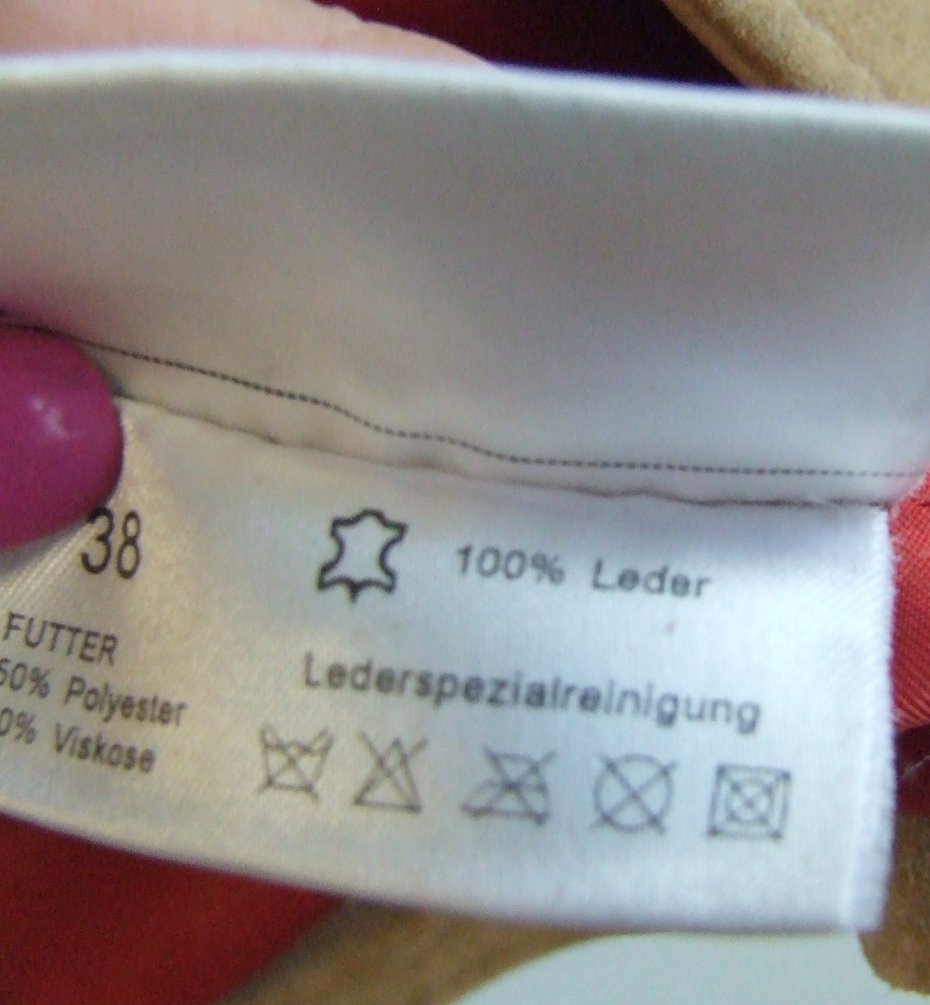 38
100% Leder
FUTTER
Polyester
Viskose
Lederspezialreinigung